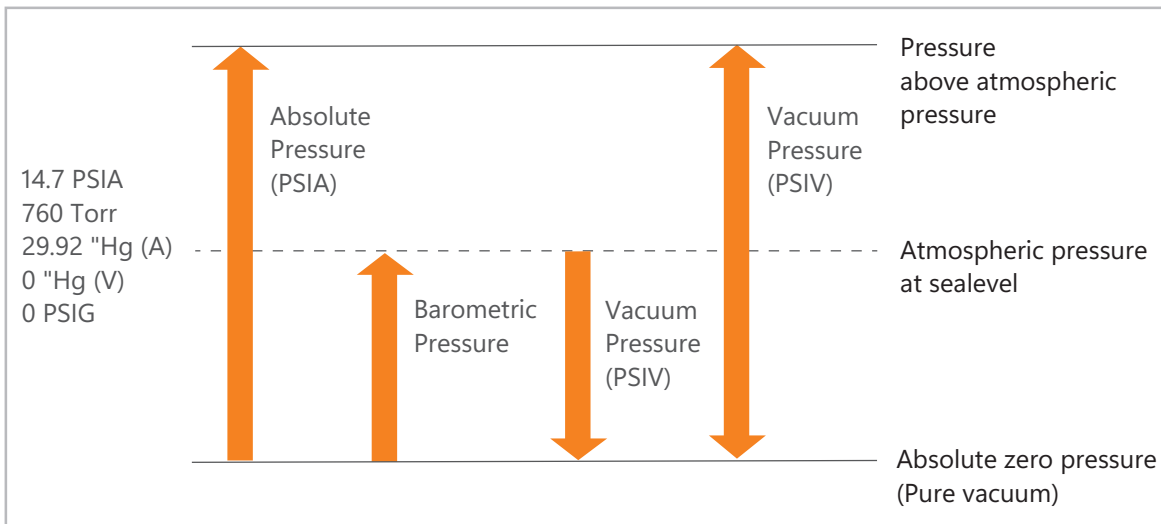 Pressure
above atmospheric
pressure
Absolute
Pressure
(PSIA)
Vacuum
Pressure
(PSIV)
14.7 PSIA
760 Torr
29.92 "Hg (A)
0 "Hg (V)
0 PSIG
Atmospheric pressure
at sealevel
Barometric
Pressure
Vacuum
Pressure
(PSIV)
Absolute zero pressure
(Pure vacuum)